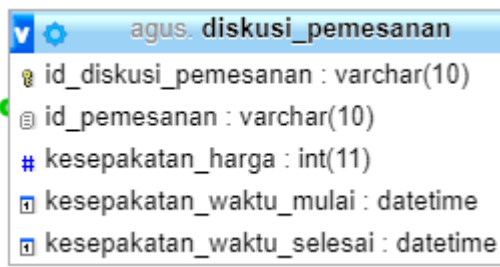 v agus. diskusi_pemesanan
id_diskusi_pemesanan : varchar(10)
id_pemesanan : varchar(10)
# kesepakatan_harga : int(11)
kesepakatan_waktu_mulai : datetime
kesepakatan_waktu_selesai : datetime